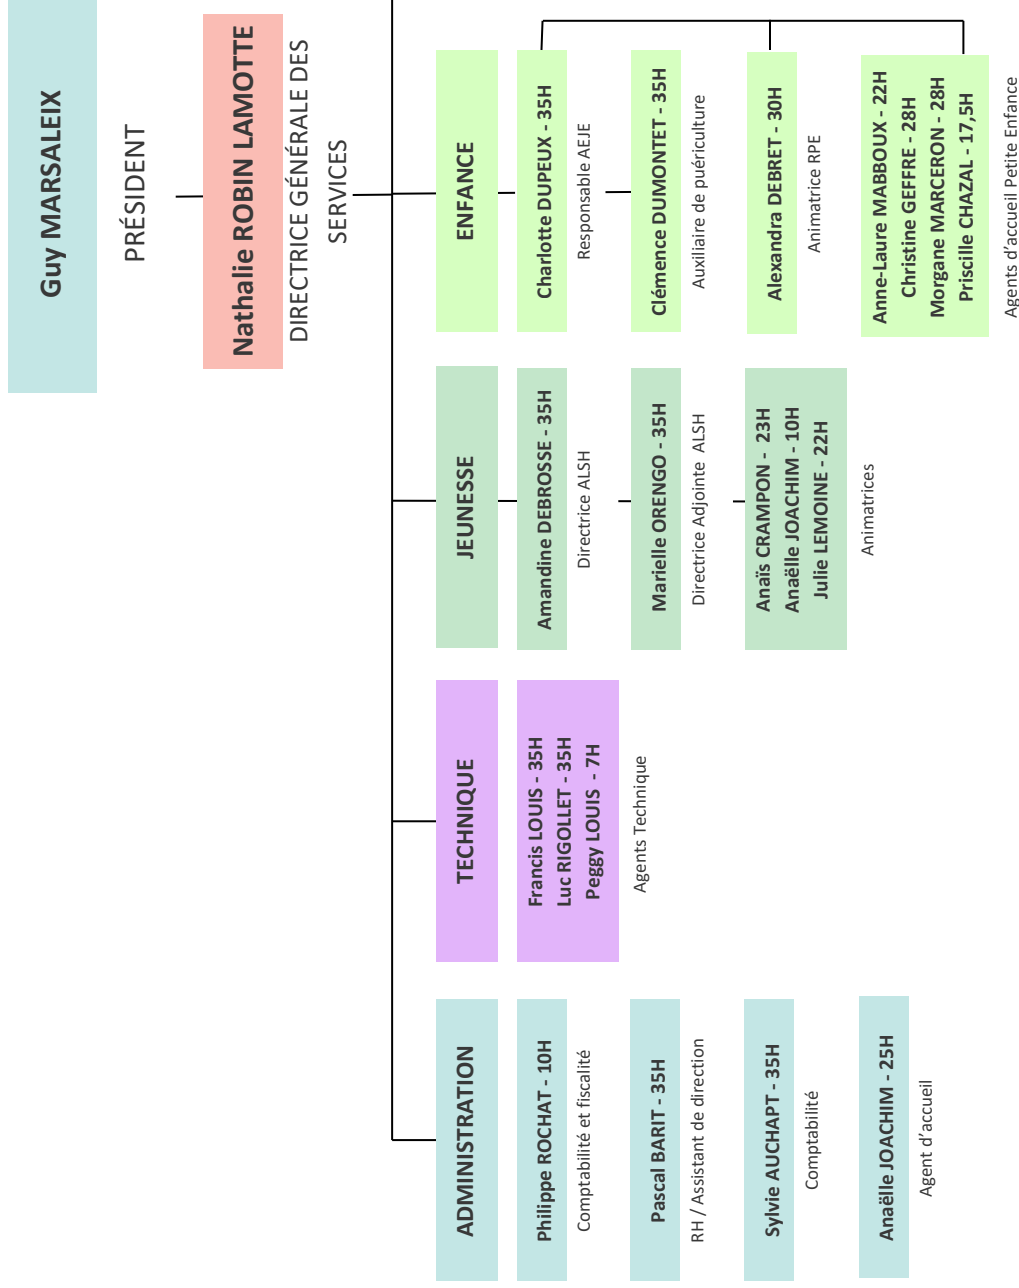 Guy MARSALEIX
PRÉSIDENT
Nathalie ROBIN LAMOTTE
DIRECTRICE GÉNÉRALE DES
SERVICES
ADMINISTRATION
Philippe ROCHAT - 10H
Comptabilité et fiscalité
Pascal BARIT - 35H
RH / Assistant de direction
Sylvie AUCHAPT - 35H
Comptabilité
Anaëlle JOACHIM - 25H
Agent d'accueil
TECHNIQUE
Francis LOUIS - 35H
Luc RIGOLLET - 35H
Peggy LOUIS - 7H
Agents Technique
JEUNESSE
Amandine DEBROSSE - 35H
Directrice ALSH
Marielle ORENGO - 35H
Directrice Adjointe ALSH
Anaïs CRAMPON - 23H
Anaëlle JOACHIM - 10H
Julie LEMOINE - 22H
Animatrices
ENFANCE
Charlotte DUPEUX - 35H
Responsable AEJE
Clémence DUMONTET - 35H
Auxiliaire de puériculture
Alexandra DEBRET - 30H
Animatrice RPE
Anne-Laure MABBOUX - 22H
Christine GEFFRE - 28H
Morgane MARCERON - 28H
Priscille CHAZAL - 17,5H
Agents d'accueil Petite Enfance